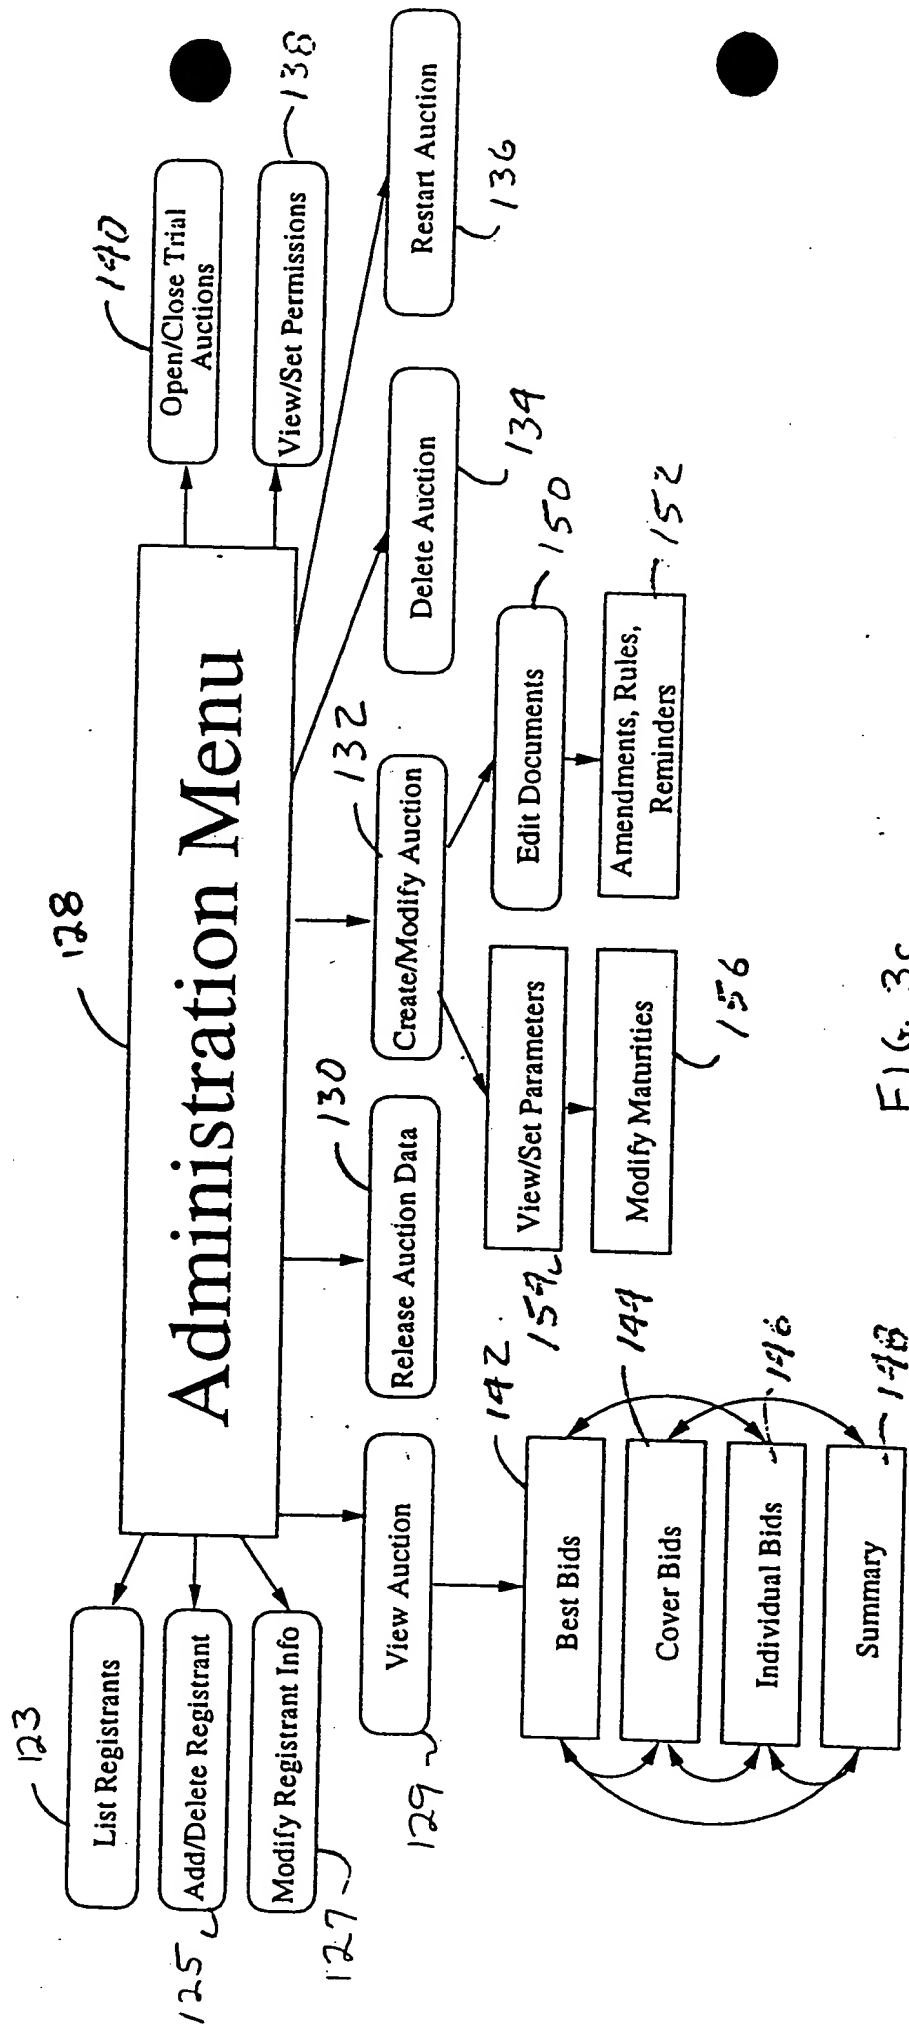 128
Administration Menu
123
List Registrants
125
Add/Delete Registrant
127
Modify Registrant Info
140
Open/Close Trial
Auctions
138
View/Set Permissions
129
View Auction
130
Release Auction Data
132
Create/Modify Auction
134
Delete Auction
136
Restart Auction
142
Best Bids
144
Cover Bids
146
Individual Bids
148
Summary
154
View/Set Parameters
156
Modify Maturities
150
Edit Documents
152
Amendments, Rules,
Reminders
FIG. 3c